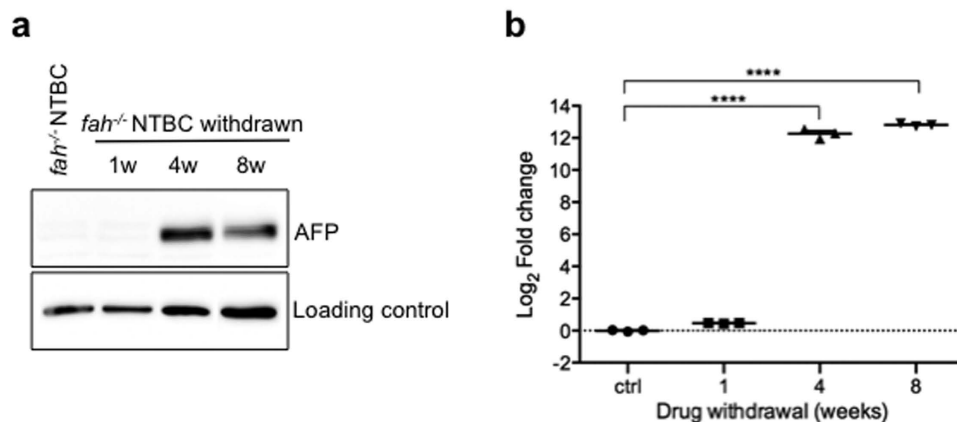 a
fah-/- NTBC
fah-/- NTBC withdrawn
1w 4w 8w
AFP
Loading control
b
****
****
Log2 Fold change
14
12
10
8
6
4
2
0
-2
ctrl 1 4 8
Drug withdrawal (weeks)